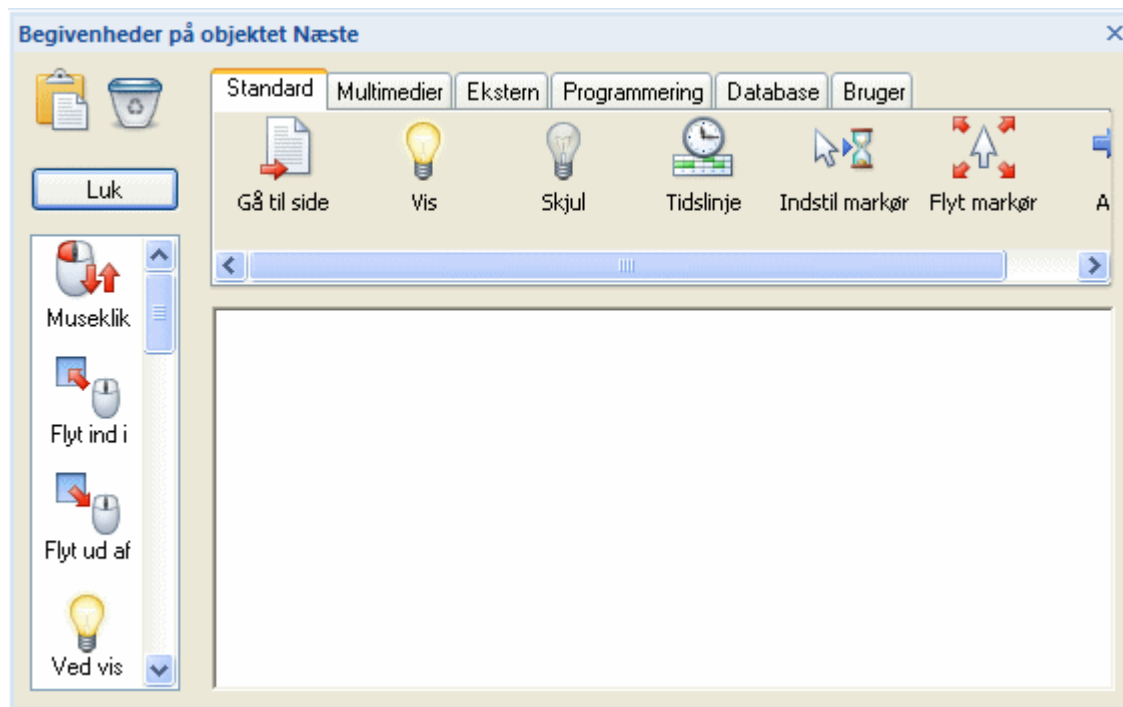 Begivenheder på objektet Næste
Standard Multimedier Ekstern Programmering Database Bruger
Gå til side Vis Skjul Tidslinje Indstil markør Flyt markør A
Luk
Museklik
Flyt ind i
Flyt ud af
Ved vis